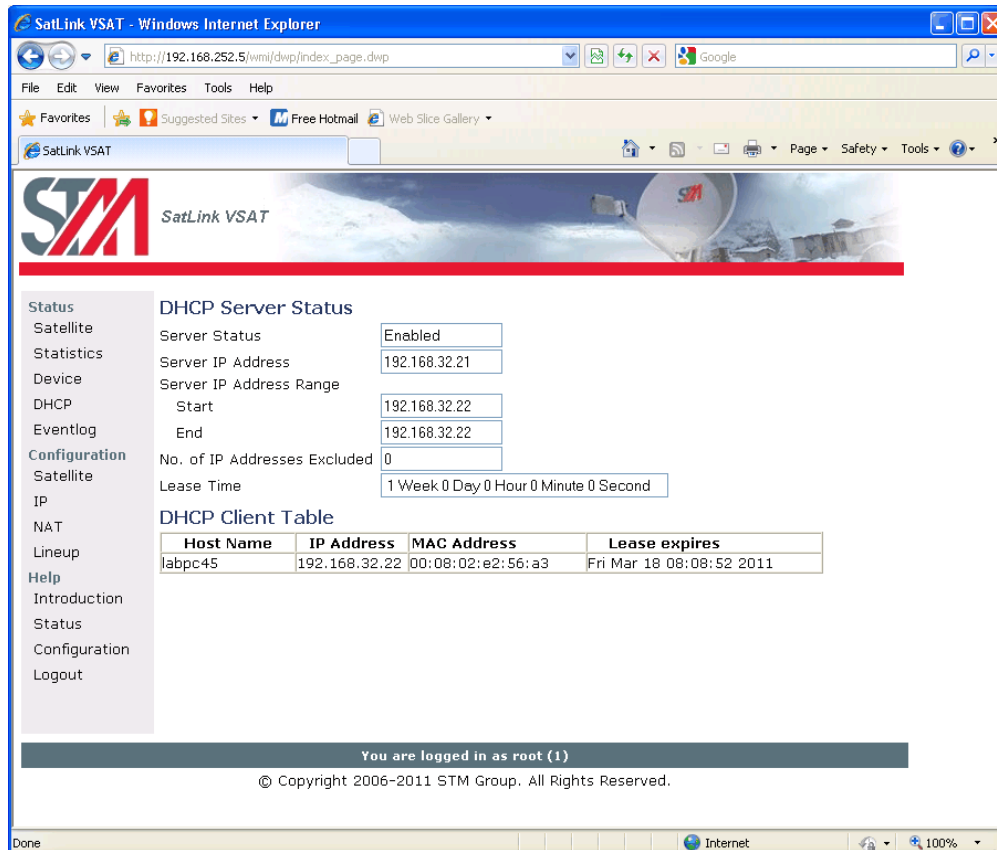 SatLink VSAT - Windows Internet Explorer
http://192.168.252.5/wmi/dwp/index_page.dwp
Google
File Edit View Favorites Tools Help
Favorites Suggested Sites Free Hotmail Web Slice Gallery
SatLink VSAT
Page Safety Tools
STM
SatLink VSAT
STM
Status
Satellite
Statistics
Device
DHCP
Eventlog
Configuration
Satellite
IP
NAT
Lineup
Help
Introduction
Status
Configuration
Logout
DHCP Server Status
Server Status Enabled
Server IP Address 192.168.32.21
Server IP Address Range
Start 192.168.32.22
End 192.168.32.22
No. of IP Addresses Excluded 0
Lease Time 1 Week 0 Day 0 Hour 0 Minute 0 Second
DHCP Client Table
Host Name IP Address MAC Address Lease expires
labpc45 192.168.32.22 00:08:02:e2:56:a3 Fri Mar 18 08:08:52 2011
You are logged in as root (1)
© Copyright 2006-2011 STM Group. All Rights Reserved.
Done Internet 100%